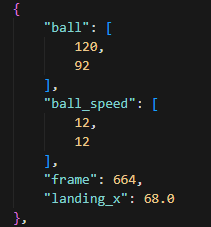 {
"ball": [
120,
92
],
"ball_speed": [
12,
12
],
"frame": 664,
"landing_x": 68.0
},